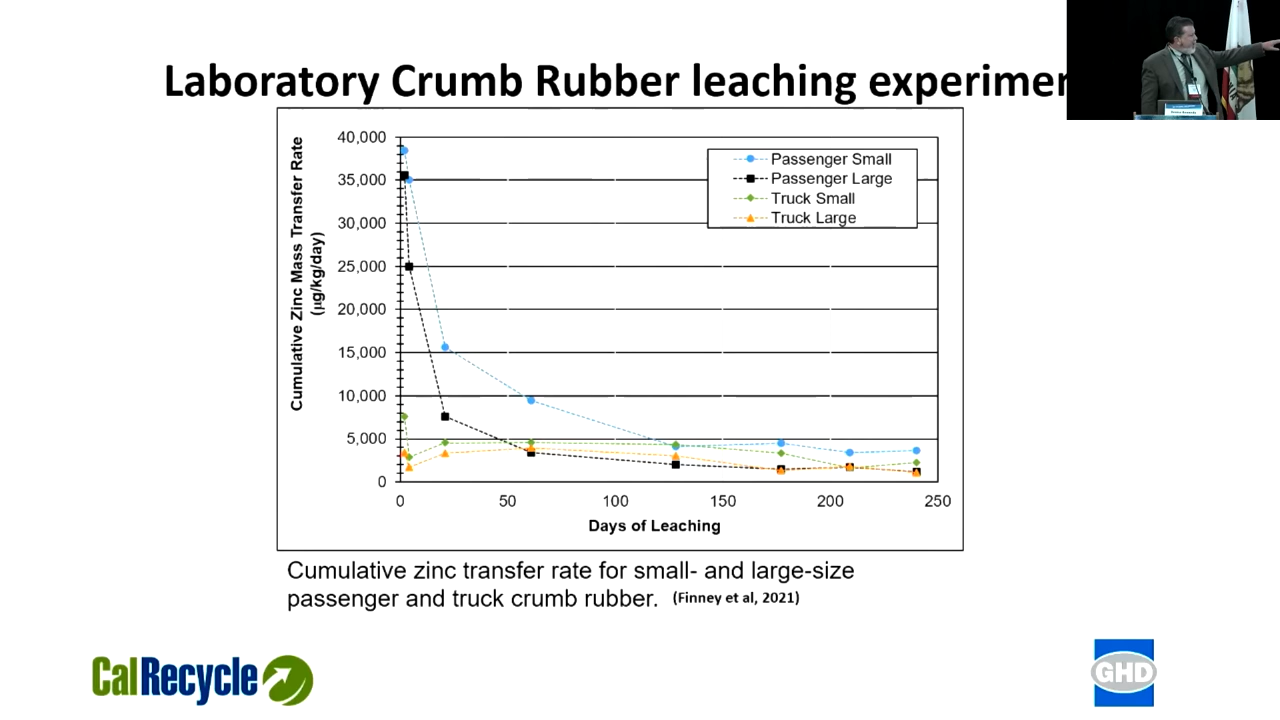 Laboratory Crumb Rubber leaching experimen
Cumulative Zinc Mass Transfer Rate
(µg/kg/day)
40,000
35,000
30,000
25,000
20,000
15,000
10,000
5,000
0
Passenger Small
Passenger Large
Truck Small
Truck Large
0 50 100 150 200 250
Days of Leaching
Cumulative zinc transfer rate for small- and large-size
passenger and truck crumb rubber. (Finney et al, 2021)
CalRecycle
GHD